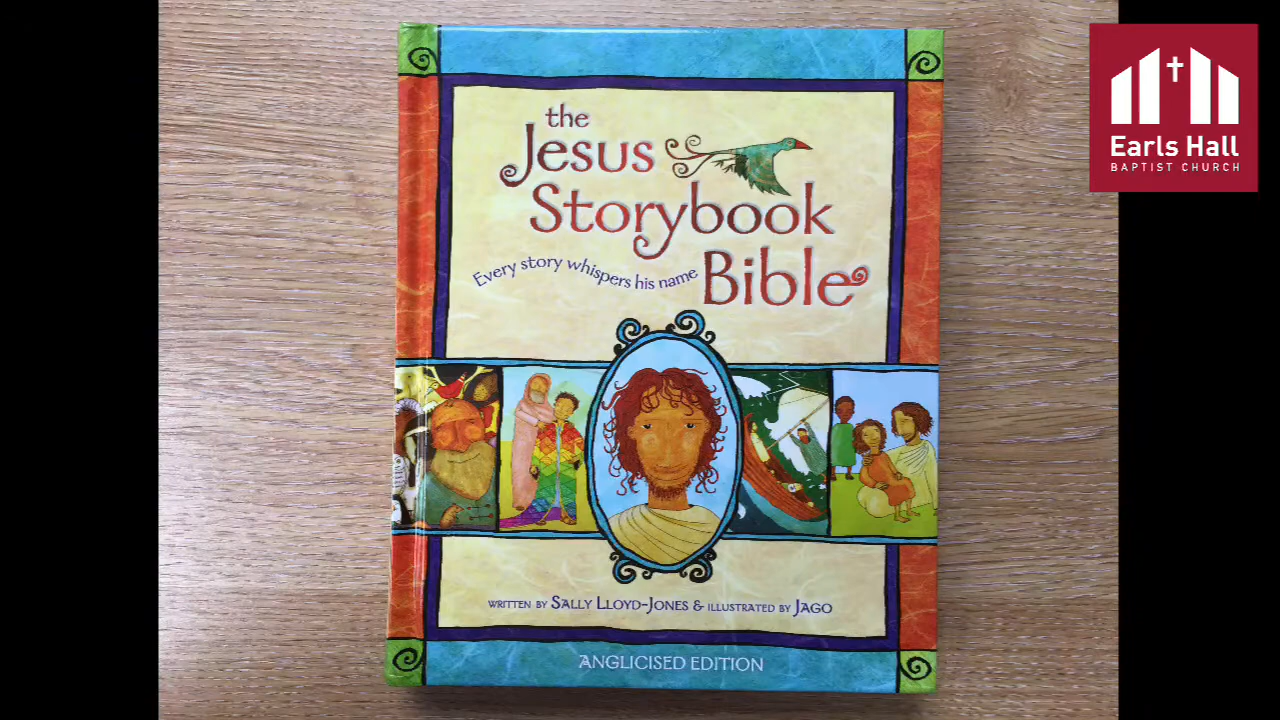 the
Jesus
Storybook
Every story whispers his name
Bible
WRITTEN BY SALLY LLOYD-JONES & ILLUSTRATED BY JAGO
ANGLICISED EDITION
Earls Hall
BAPTIST CHURCH